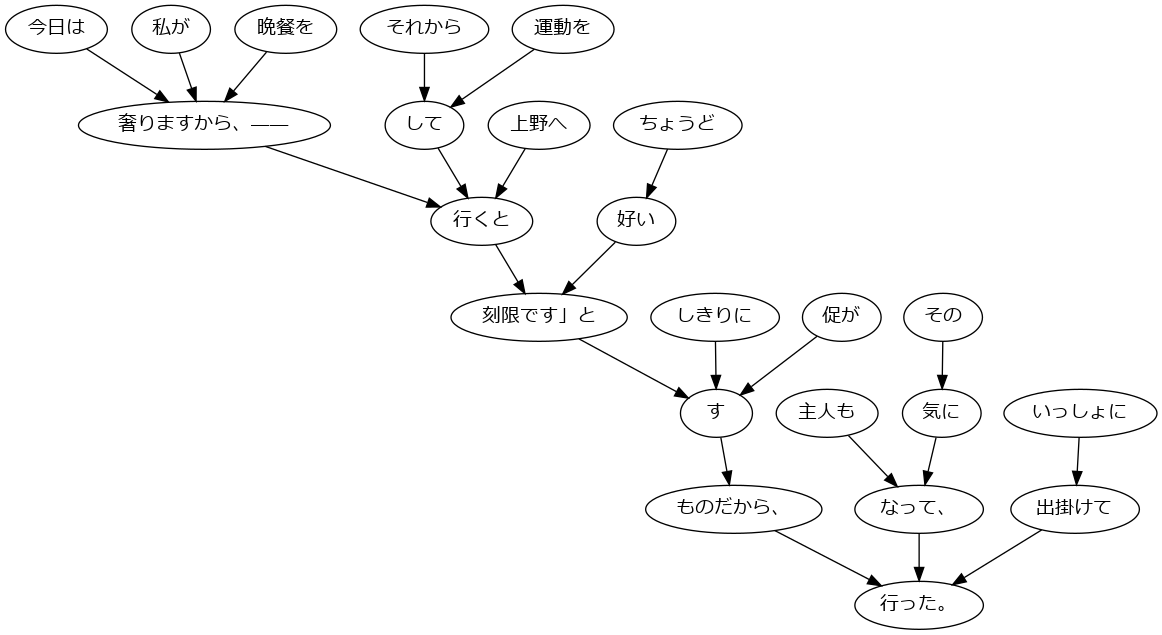 今日は 私が 晩餐を それから 運動を
奢りますから、―― して 上野へ ちょうど
行くと 好い
刻限です」と しきりに 促が その
す 主人も 気に いっしょに
ものだから、 なって、 出掛けて
行った。